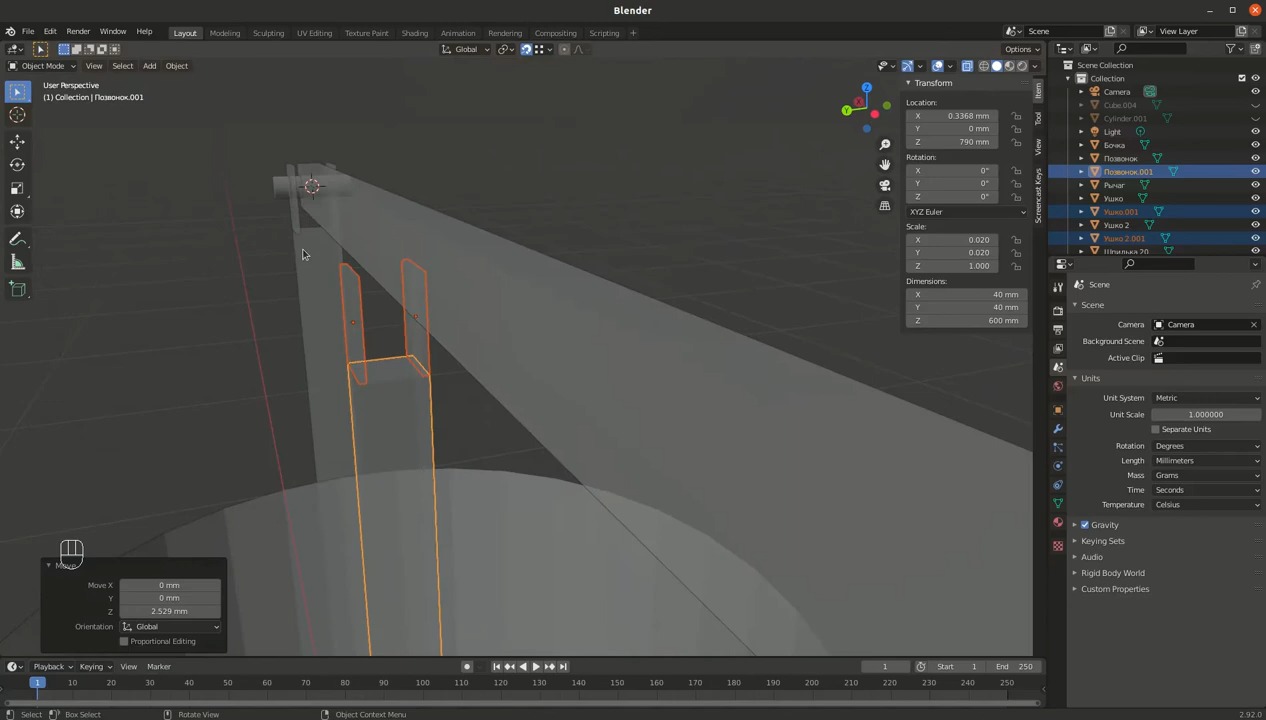 Blender
File Edit Render Window Help Layout Modeling Sculpting UV Editing Texture Paint Shading Animation Rendering Compositing Scripting + Scene View Layer
Global Options
Object Mode View Select Add Object
User Perspective
(1) Collection | Позвонок.001
Z
Y
Transform
Location:
X 0.3368 mm
Y 0 mm
Z 790 mm
Rotation:
X 0°
Y 0°
Z 0°
XYZ Euler
Scale:
X 0.020
Y 0.020
Z 1.000
Dimensions:
X 40 mm
Y 40 mm
Z 600 mm
Item
Tool
View
Screencast Keys
Scene Collection
Collection
Camera
Cube.004
Cylinder.001
Light
Бочка
Позвонок
Позвонок.001
Рычаг
Ушко
Ушко.001
Ушко 2
Ушко 2.001
Шпилька 20
Scene
Scene
Camera Camera
Background Scene
Active Clip
Units
Unit System Metric
Unit Scale 1.000000
Separate Units
Rotation Degrees
Length Millimeters
Mass Grams
Time Seconds
Temperature Celsius
Gravity
Keying Sets
Audio
Rigid Body World
Custom Properties
Move
Move X 0 mm
Y 0 mm
Z 2.529 mm
Orientation Global
Proportional Editing
Playback Keying View Marker 1 Start 1 End 250
1 10 20 30 40 50 60 70 80 90 100 110 120 130 140 150 160 170 180 190 200 210 220 230 240 250
Select Box Select Rotate View Object Context Menu 2.92.0